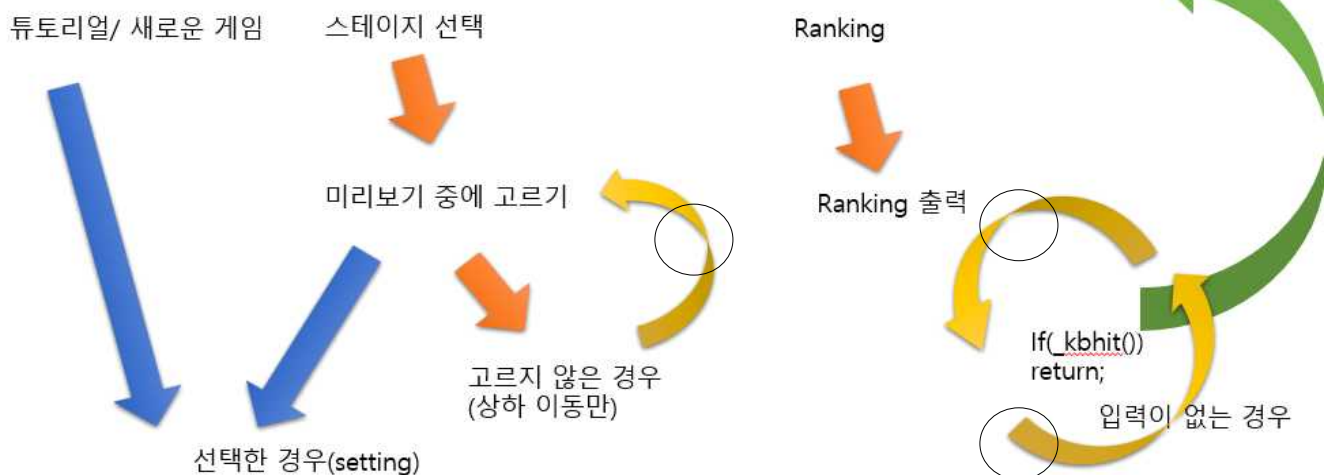 튜토리얼/ 새로운 게임
스테이지 선택
Ranking
미리보기 중에 고르기
Ranking 출력
고르지 않은 경우
(상하 이동만)
If(_kbhit())
return;
입력이 없는 경우
선택한 경우(setting)